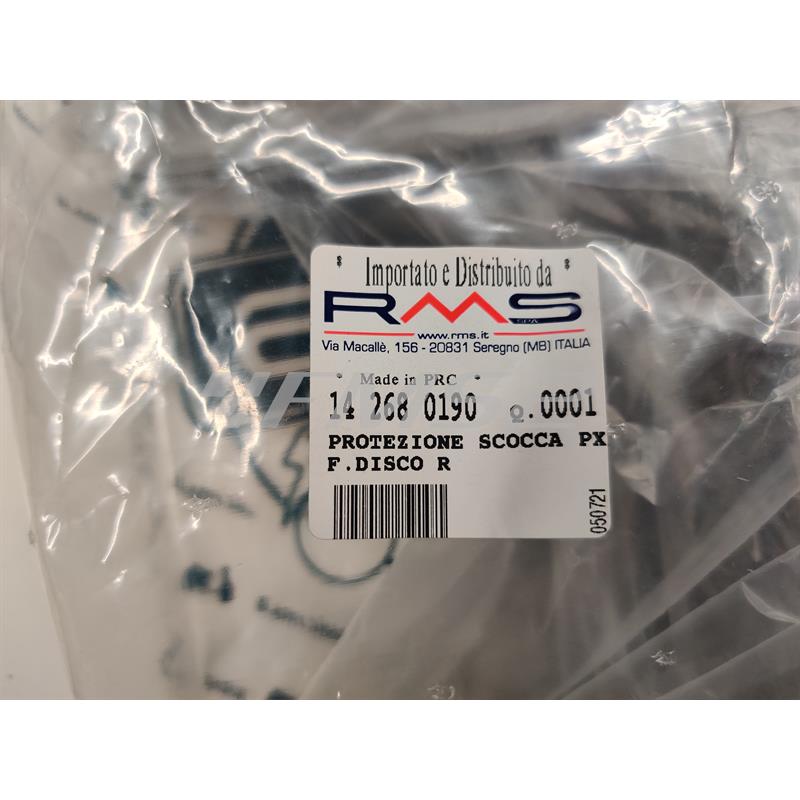 * Importato e Distribuito da *
RMS
SPA
www.rms.it
Via Macallè, 156 - 20831 Seregno (MB) ITALIA
* Made in PRC *
14 268 0190 Q.0001
PROTEZIONE SCOCCA PX
F.DISCO R
050721